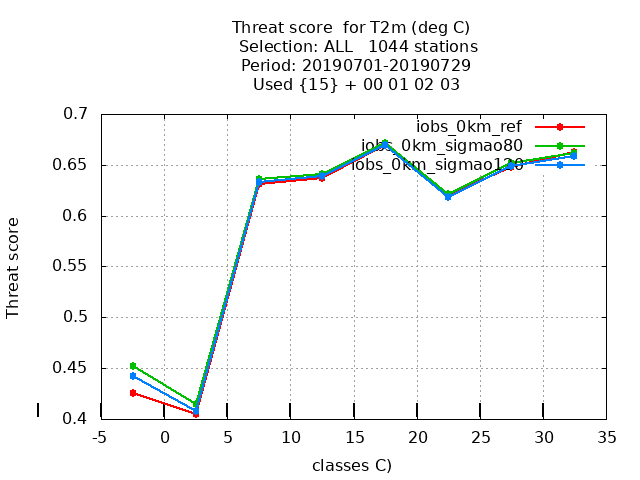 Threat score  for T2m (deg C)
Selection: ALL   1044 stations
Period: 20190701-20190729
Used {15} + 00 01 02 03
iobs_0km_ref
iobs_0km_sigmao80
iobs_0km_sigmao120
0.7
0.65
0.6
0.55
0.5
0.45
0.4
Threat score
-5
0
5
10
15
20
25
30
35
classes C)